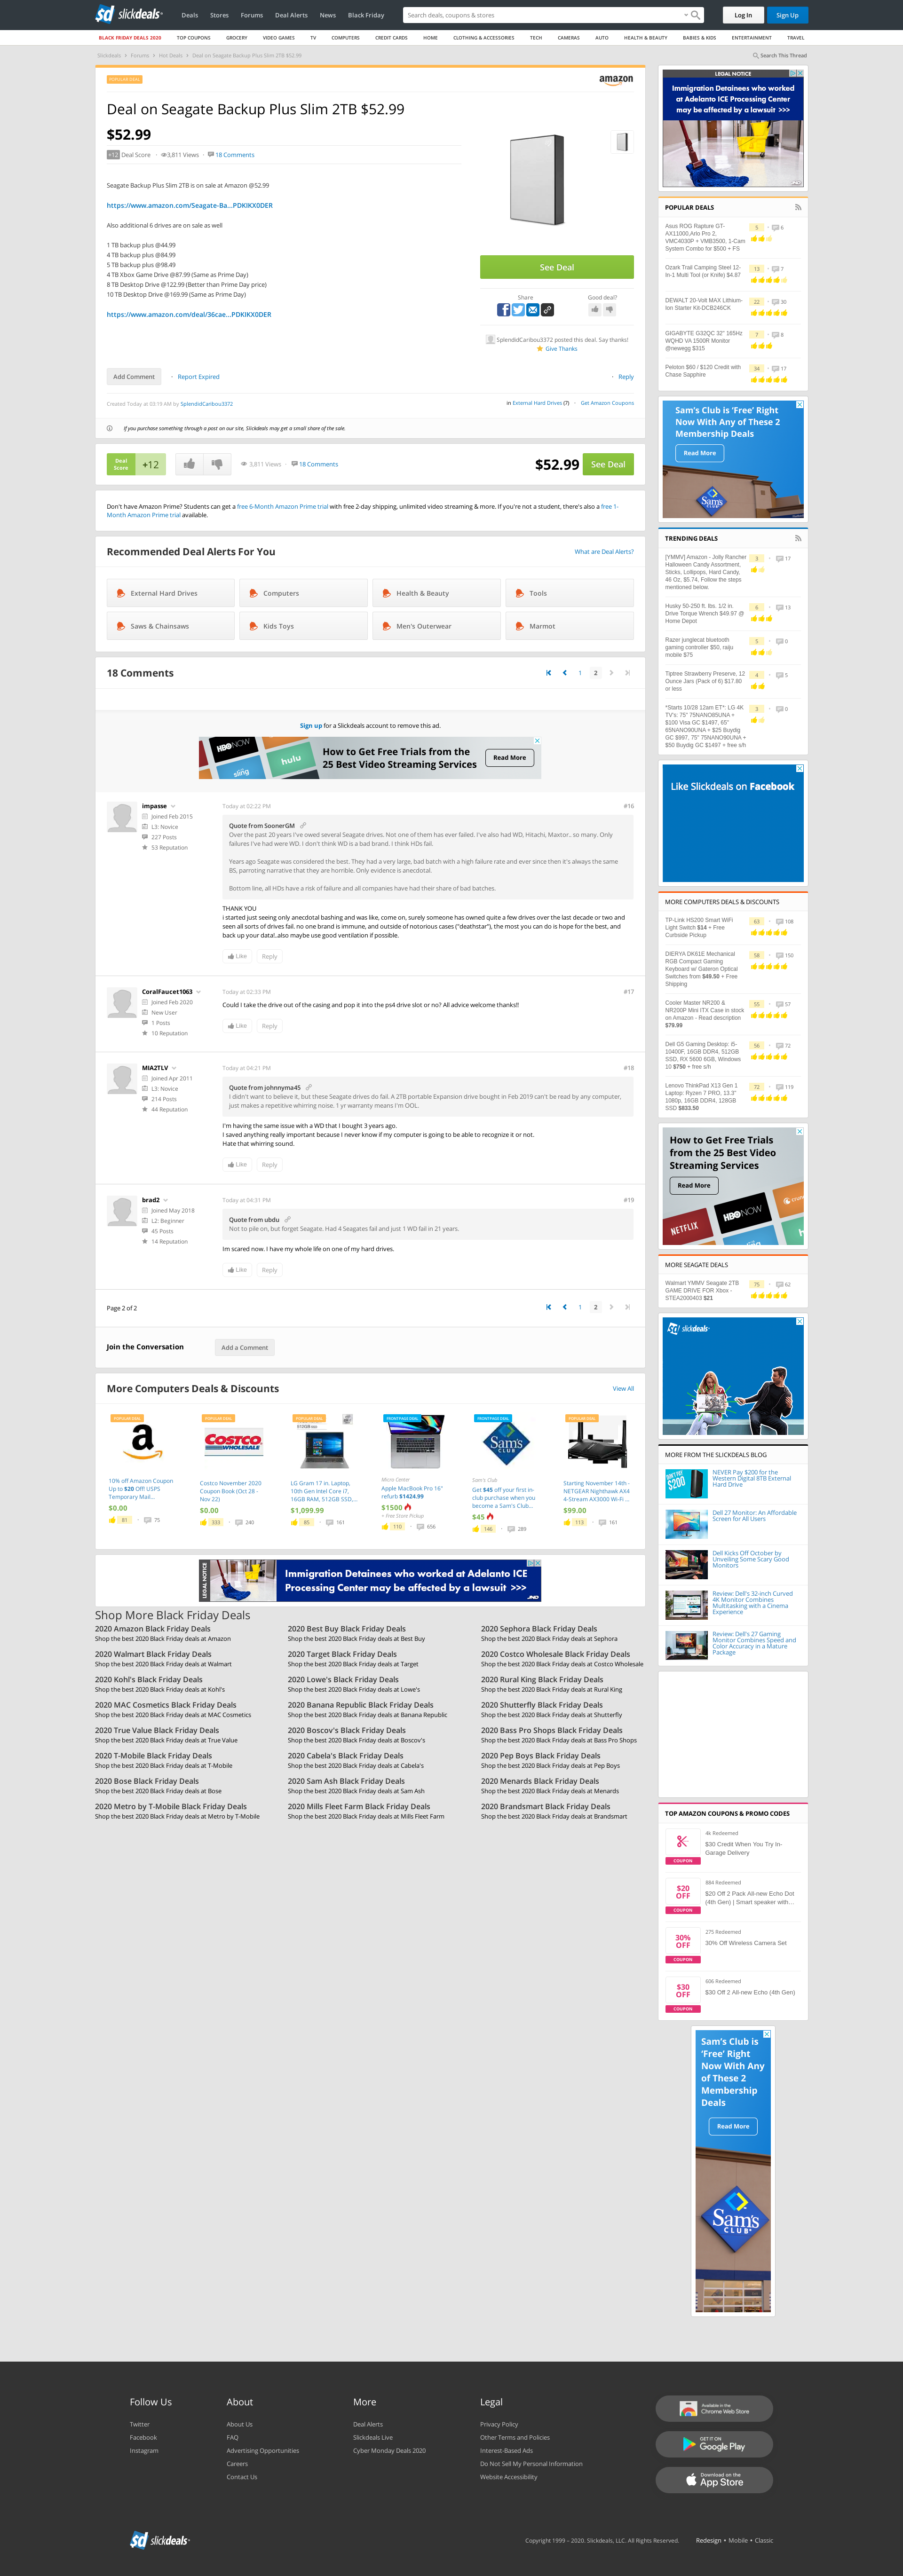 slickdeals
Deals
Stores
Forums
Deal Alerts
News
Black Friday
Search deals, coupons & stores
Log In
Sign Up
BLACK FRIDAY DEALS 2020
TOP COUPONS
GROCERY
VIDEO GAMES
TV
COMPUTERS
CREDIT CARDS
HOME
CLOTHING & ACCESSORIES
TECH
CAMERAS
AUTO
HEALTH & BEAUTY
BABIES & KIDS
ENTERTAINMENT
TRAVEL
Slickdeals > Forums > Hot Deals > Deal on Seagate Backup Plus Slim 2TB $52.99
Search This Thread
POPULAR DEAL
amazon
Deal on Seagate Backup Plus Slim 2TB $52.99
$52.99
+12 Deal Score
3,811 Views
18 Comments
Seagate Backup Plus Slim 2TB is on sale at Amazon @52.99
https://www.amazon.com/Seagate-Ba...PDKIKX0DER
Also additional 6 drives are on sale as well
1 TB backup plus @44.99
4 TB backup plus @84.99
5 TB backup plus @98.49
4 TB Xbox Game Drive @87.99 (Same as Prime Day)
8 TB Desktop Drive @122.99 (Better than Prime Day price)
10 TB Desktop Drive @169.99 (Same as Prime Day)
https://www.amazon.com/deal/36cae...PDKIKX0DER
See Deal
Share
Good deal?
SplendidCaribou3372 posted this deal. Say thanks!
Give Thanks
Add Comment
Report Expired
Reply
Created Today at 03:19 AM by SplendidCaribou3372
in External Hard Drives (7)
Get Amazon Coupons
If you purchase something through a post on our site, Slickdeals may get a small share of the sale.
Deal Score +12
3,811 Views
18 Comments
$52.99
See Deal
Don't have Amazon Prime? Students can get a free 6-Month Amazon Prime trial with free 2-day shipping, unlimited video streaming & more. If you're not a student, there's also a free 1-
Month Amazon Prime trial available.
Recommended Deal Alerts For You
What are Deal Alerts?
External Hard Drives
Computers
Health & Beauty
Tools
Saws & Chainsaws
Kids Toys
Men's Outerwear
Marmot
18 Comments
1 2
Sign up for a Slickdeals account to remove this ad.
HBO NOW
hulu
sling
How to Get Free Trials from the
25 Best Video Streaming Services
Read More
impasse
Joined Feb 2015
L3: Novice
227 Posts
53 Reputation
Today at 02:22 PM
#16
Quote from SoonerGM
Over the past 20 years I've owed several Seagate drives. Not one of them has ever failed. I've also had WD, Hitachi, Maxtor.. so many. Only
failures I've had were WD. I don't think WD is a bad brand. I think HDs fail.
Years ago Seagate was considered the best. They had a very large, bad batch with a high failure rate and ever since then it's always the same
BS, parroting narrative that they are horrible. Only evidence is anecdotal.
Bottom line, all HDs have a risk of failure and all companies have had their share of bad batches.
THANK YOU
i started just seeing only anecdotal bashing and was like, come on, surely someone has owned quite a few drives over the last decade or two and
seen all sorts of drives fail. no one brand is immune, and outside of notorious cases ("deathstar"), the most you can do is hope for the best, and
back up your data!..also maybe use good ventilation if possible.
Like
Reply
CoralFaucet1063
Joined Feb 2020
New User
1 Posts
10 Reputation
Today at 02:33 PM
#17
Could I take the drive out of the casing and pop it into the ps4 drive slot or no? All advice welcome thanks!!
Like
Reply
MIA2TLV
Joined Apr 2011
L3: Novice
214 Posts
44 Reputation
Today at 04:21 PM
#18
Quote from johnnyma45
I didn't want to believe it, but these Seagate drives do fail. A 2TB portable Expansion drive bought in Feb 2019 can't be read by any computer,
just makes a repetitive whirring noise. 1 yr warranty means I'm OOL.
I'm having the same issue with a WD that I bought 3 years ago.
I saved anything really important because I never know if my computer is going to be able to recognize it or not.
Hate that whirring sound.
Like
Reply
brad2
Joined May 2018
L2: Beginner
45 Posts
14 Reputation
Today at 04:31 PM
#19
Quote from ubdu
Not to pile on, but forget Seagate. Had 4 Seagates fail and just 1 WD fail in 21 years.
Im scared now. I have my whole life on one of my hard drives.
Like
Reply
Page 2 of 2
1 2
Join the Conversation
Add a Comment
More Computers Deals & Discounts
View All
POPULAR DEAL
10% off Amazon Coupon
Up to $20 Off! USPS
Temporary Mail...
$0.00
81 75
POPULAR DEAL
COSTCO WHOLESALE
Costco November 2020
Coupon Book (Oct 28 -
Nov 22)
$0.00
333 240
POPULAR DEAL
LG Gram 17 in. Laptop,
10th Gen Intel Core i7,
16GB RAM, 512GB SSD,...
$1,099.99
65 161
FRONTPAGE DEAL
Micro Center
Apple MacBook Pro 16"
refurb $1424.99
$1500
+ Free Store Pickup
110 656
FRONTPAGE DEAL
Sam's CLUB
Sam's Club
Get $45 off your first in-
club purchase when you
become a Sam's Club...
$45
146 289
POPULAR DEAL
Starting November 14th -
NETGEAR Nighthawk AX4
4-Stream AX3000 Wi-Fi ...
$99.00
113 161
LEGAL NOTICE
Immigration Detainees who worked at Adelanto ICE
Processing Center may be affected by a lawsuit >>>
JND
Shop More Black Friday Deals
2020 Amazon Black Friday Deals
Shop the best 2020 Black Friday deals at Amazon
2020 Best Buy Black Friday Deals
Shop the best 2020 Black Friday deals at Best Buy
2020 Sephora Black Friday Deals
Shop the best 2020 Black Friday deals at Sephora
2020 Walmart Black Friday Deals
Shop the best 2020 Black Friday deals at Walmart
2020 Target Black Friday Deals
Shop the best 2020 Black Friday deals at Target
2020 Costco Wholesale Black Friday Deals
Shop the best 2020 Black Friday deals at Costco Wholesale
2020 Kohl's Black Friday Deals
Shop the best 2020 Black Friday deals at Kohl's
2020 Lowe's Black Friday Deals
Shop the best 2020 Black Friday deals at Lowe's
2020 Rural King Black Friday Deals
Shop the best 2020 Black Friday deals at Rural King
2020 MAC Cosmetics Black Friday Deals
Shop the best 2020 Black Friday deals at MAC Cosmetics
2020 Banana Republic Black Friday Deals
Shop the best 2020 Black Friday deals at Banana Republic
2020 Shutterfly Black Friday Deals
Shop the best 2020 Black Friday deals at Shutterfly
2020 True Value Black Friday Deals
Shop the best 2020 Black Friday deals at True Value
2020 Boscov's Black Friday Deals
Shop the best 2020 Black Friday deals at Boscov's
2020 Bass Pro Shops Black Friday Deals
Shop the best 2020 Black Friday deals at Bass Pro Shops
2020 T-Mobile Black Friday Deals
Shop the best 2020 Black Friday deals at T-Mobile
2020 Cabela's Black Friday Deals
Shop the best 2020 Black Friday deals at Cabela's
2020 Pep Boys Black Friday Deals
Shop the best 2020 Black Friday deals at Pep Boys
2020 Bose Black Friday Deals
Shop the best 2020 Black Friday deals at Bose
2020 Sam Ash Black Friday Deals
Shop the best 2020 Black Friday deals at Sam Ash
2020 Menards Black Friday Deals
Shop the best 2020 Black Friday deals at Menards
2020 Metro by T-Mobile Black Friday Deals
Shop the best 2020 Black Friday deals at Metro by T-Mobile
2020 Mills Fleet Farm Black Friday Deals
Shop the best 2020 Black Friday deals at Mills Fleet Farm
2020 Brandsmart Black Friday Deals
Shop the best 2020 Black Friday deals at Brandsmart
LEGAL NOTICE
Immigration Detainees who worked
at Adelanto ICE Processing Center
may be affected by a lawsuit >>>
JND
POPULAR DEALS
Asus ROG Rapture GT-
AX11000,Arlo Pro 2,
VMC4030P + VMB3500, 1-Cam
System Combo for $500 + FS
5 6
Ozark Trail Camping Steel 12-
In-1 Multi Tool (or Knife) $4.87
13 7
DEWALT 20-Volt MAX Lithium-
Ion Starter Kit-DCB246CK
22 30
GIGABYTE G32QC 32" 165Hz
WQHD VA 1500R Monitor
@newegg $315
7 8
Peloton $60 / $120 Credit with
Chase Sapphire
34 17
Sam's Club is 'Free' Right
Now With Any of These 2
Membership Deals
Read More
Sam's CLUB
TRENDING DEALS
[YMMV] Amazon - Jolly Rancher
Halloween Candy Assortment,
Sticks, Lollipops, Hard Candy,
46 Oz, $5.74, Follow the steps
mentioned below.
3 17
Husky 50-250 ft. lbs. 1/2 in.
Drive Torque Wrench $49.97 @
Home Depot
6 13
Razer junglecat bluetooth
gaming controller $50, raiju
mobile $75
5 0
Tiptree Strawberry Preserve, 12
Ounce Jars (Pack of 6) $17.80
or less
4 5
*Starts 10/28 12am ET*: LG 4K
TV's: 75" 75NANO85UNA +
$100 Visa GC $1497, 65"
65NANO90UNA + $25 Buydig
GC $997, 75" 75NANO90UNA +
$50 Buydig GC $1497 + free s/h
3 0
Like Slickdeals on Facebook
MORE COMPUTERS DEALS & DISCOUNTS
TP-Link HS200 Smart WiFi
Light Switch $14 + Free
Curbside Pickup
63 108
DIERYA DK61E Mechanical
RGB Compact Gaming
Keyboard w/ Gateron Optical
Switches from $49.50 + Free
Shipping
58 150
Cooler Master NR200 &
NR200P Mini ITX Case in stock
on Amazon - Read description
$79.99
55 57
Dell G5 Gaming Desktop: i5-
10400F, 16GB DDR4, 512GB
SSD, RX 5600 6GB, Windows
10 $750 + free s/h
56 72
Lenovo ThinkPad X13 Gen 1
Laptop: Ryzen 7 PRO, 13.3"
1080p, 16GB DDR4, 128GB
SSD $833.50
72 119
How to Get Free Trials
from the 25 Best Video
Streaming Services
Read More
NETFLIX
HBO NOW
hulu
sling
MORE SEAGATE DEALS
Walmart YMMV Seagate 2TB
GAME DRIVE FOR Xbox -
STEA2000403 $21
75 62
slickdeals
MORE FROM THE SLICKDEALS BLOG
NEVER Pay $200 for the
Western Digital 8TB External
Hard Drive
Dell 27 Monitor: An Affordable
Screen for All Users
Dell Kicks Off October by
Unveiling Some Scary Good
Monitors
Review: Dell's 32-inch Curved
4K Monitor Combines
Multitasking with a Cinema
Experience
Review: Dell's 27 Gaming
Monitor Combines Speed and
Color Accuracy in a Mature
Package
TOP AMAZON COUPONS & PROMO CODES
4k Redeemed
$30 Credit When You Try In-
Garage Delivery
COUPON
884 Redeemed
$20 OFF
$20 Off 2 Pack All-new Echo Dot
(4th Gen) | Smart speaker with...
COUPON
275 Redeemed
30% OFF
30% Off Wireless Camera Set
COUPON
606 Redeemed
$30 OFF
$30 Off 2 All-new Echo (4th Gen)
COUPON
Sam's Club is
'Free' Right
Now With Any
of These 2
Membership
Deals
Read More
Sam's CLUB
Follow Us
Twitter
Facebook
Instagram
About
About Us
FAQ
Advertising Opportunities
Careers
Contact Us
More
Deal Alerts
Slickdeals Live
Cyber Monday Deals 2020
Legal
Privacy Policy
Other Terms and Policies
Interest-Based Ads
Do Not Sell My Personal Information
Website Accessibility
Available in the
Chrome Web Store
GET IT ON
Google Play
Download on the
App Store
slickdeals
Copyright 1999 - 2020. Slickdeals, LLC. All Rights Reserved.
Redesign • Mobile • Classic